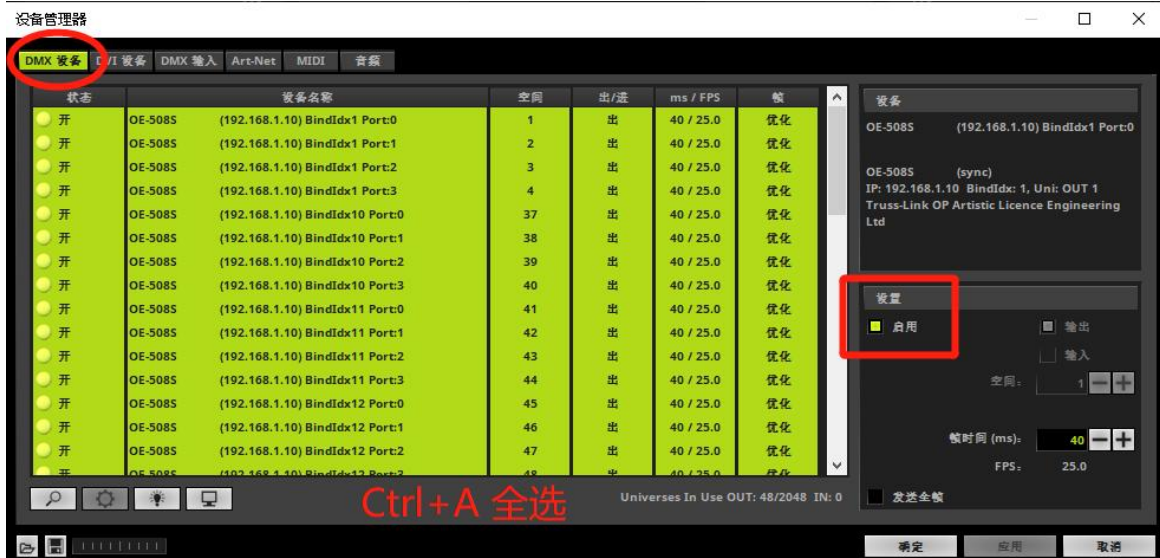 设备管理器
DMX 设备 DVI 设备 DMX 输入 Art-Net MIDI 音频
状态 设备名称 空间 出/进 ms / FPS 帧
开 OE-508S (192.168.1.10) BindIdx1 Port:0 1 出 40 / 25.0 优化
开 OE-508S (192.168.1.10) BindIdx1 Port:1 2 出 40 / 25.0 优化
开 OE-508S (192.168.1.10) BindIdx1 Port:2 3 出 40 / 25.0 优化
开 OE-508S (192.168.1.10) BindIdx1 Port:3 4 出 40 / 25.0 优化
开 OE-508S (192.168.1.10) BindIdx10 Port:0 37 出 40 / 25.0 优化
开 OE-508S (192.168.1.10) BindIdx10 Port:1 38 出 40 / 25.0 优化
开 OE-508S (192.168.1.10) BindIdx10 Port:2 39 出 40 / 25.0 优化
开 OE-508S (192.168.1.10) BindIdx10 Port:3 40 出 40 / 25.0 优化
开 OE-508S (192.168.1.10) BindIdx11 Port:0 41 出 40 / 25.0 优化
开 OE-508S (192.168.1.10) BindIdx11 Port:1 42 出 40 / 25.0 优化
开 OE-508S (192.168.1.10) BindIdx11 Port:2 43 出 40 / 25.0 优化
开 OE-508S (192.168.1.10) BindIdx11 Port:3 44 出 40 / 25.0 优化
开 OE-508S (192.168.1.10) BindIdx12 Port:0 45 出 40 / 25.0 优化
开 OE-508S (192.168.1.10) BindIdx12 Port:1 46 出 40 / 25.0 优化
开 OE-508S (192.168.1.10) BindIdx12 Port:2 47 出 40 / 25.0 优化
开 OE-508S (192.168.1.10) BindIdx12 Port:3 48 出 40 / 25.0 优化
Ctrl+A 全选
Universes In Use OUT: 48/2048 IN: 0
设备
OE-508S (192.168.1.10) BindIdx1 Port:0
OE-508S (sync)
IP: 192.168.1.10 BindIdx: 1, Uni: OUT 1
Truss-Link OP Artistic Licence Engineering
Ltd
设置
启用 输出
输入
空间: 1
帧时间 (ms): 40
FPS: 25.0
发送全帧
确定 应用 取消